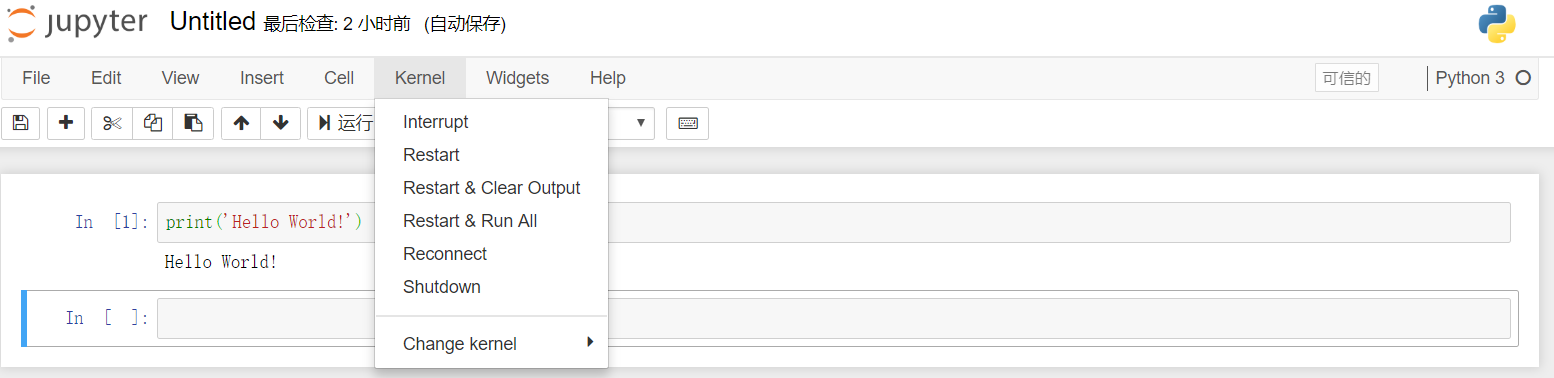 jupyter Untitled 最后检查: 2 小时前 (自动保存)
File Edit View Insert Cell Kernel Widgets Help 可信的 Python 3
运行
Interrupt
Restart
Restart & Clear Output
Restart & Run All
Reconnect
Shutdown
Change kernel
In [1]: print('Hello World!')
Hello World!
In [ ]: